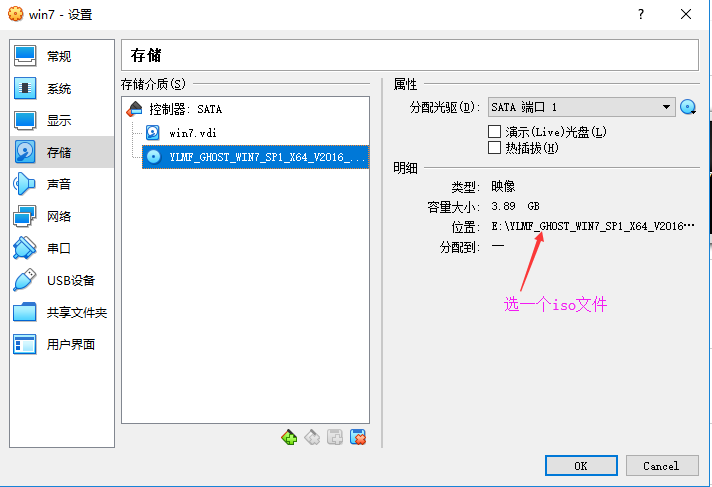 win7 - 设置
?
常规
系统
显示
存储
声音
网络
串口
USB设备
共享文件夹
用户界面
存储
存储介质(S)
控制器: SATA
win7.vdi
YLMF_GHOST_WIN7_SP1_X64_V2016_...
属性
分配光驱(D): SATA 端口 1
演示(Live)光盘(L)
热插拔(H)
明细
类型: 映像
容量大小: 3.89 GB
位置: E:\YLMF_GHOST_WIN7_SP1_X64_V2016…
分配到: —
选一个iso文件
OK
Cancel